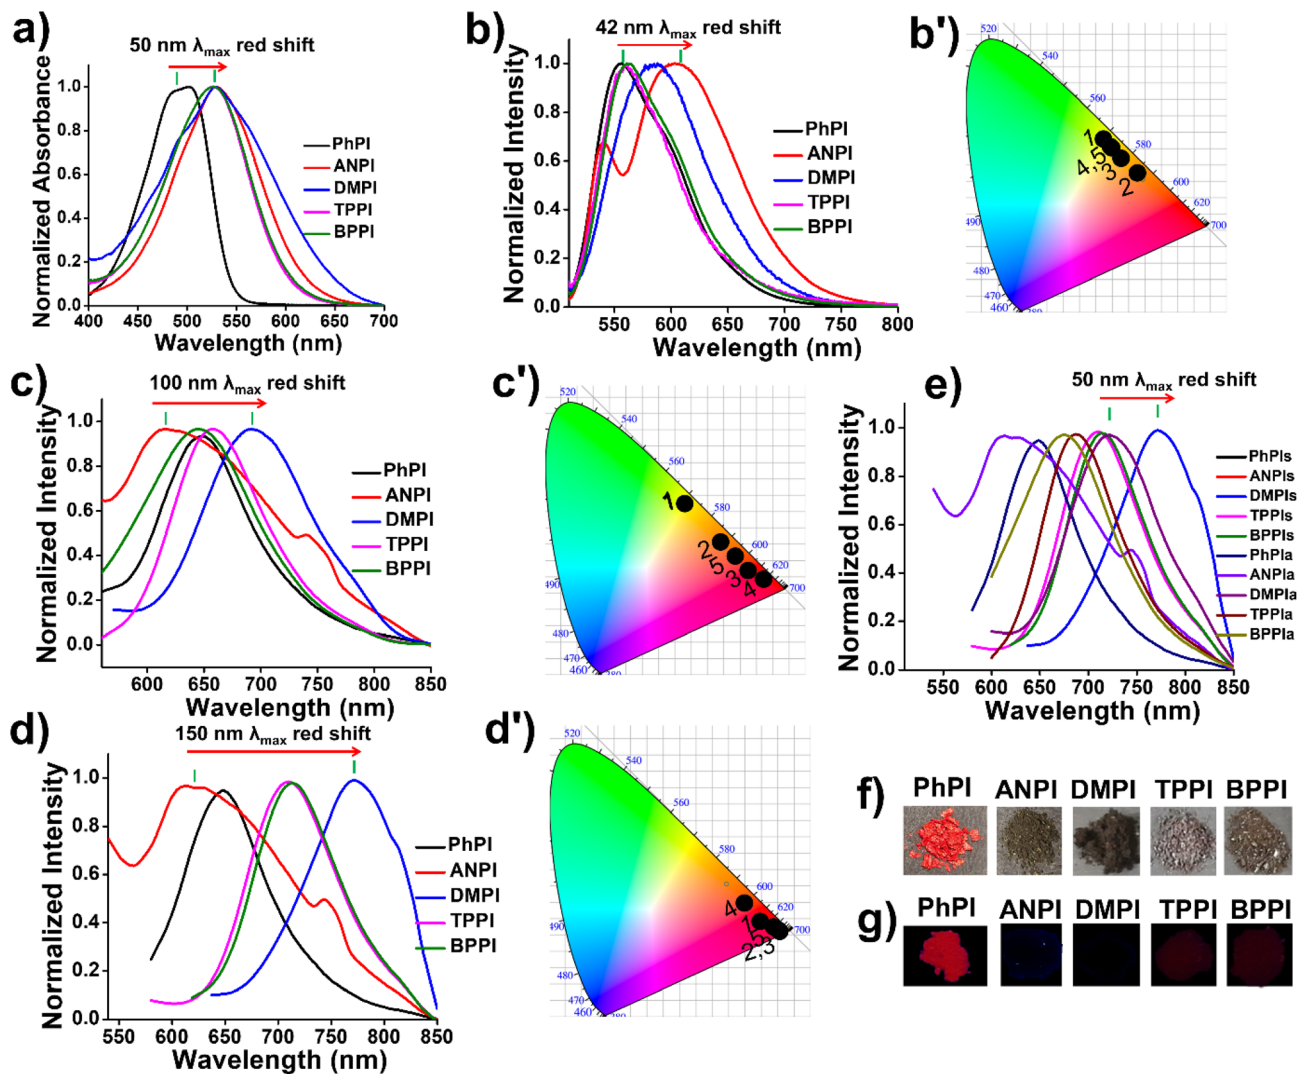 a)
50 nm λmax red shift
Normalized Absorbance
1.0
0.8
0.6
0.4
0.2
0.0
400 450 500 550 600 650 700
Wavelength (nm)
PhPI
ANPI
DMPI
TPPI
BPPI
b)
42 nm λmax red shift
Normalized Intensity
1.0
0.8
0.6
0.4
0.2
0.0
550 600 650 700 750 800
Wavelength (nm)
PhPI
ANPI
DMPI
TPPI
BPPI
b')
520
540
560
580
600
620
700
490
480
470
460
380
1
4,5
3
2
c)
100 nm λmax red shift
Normalized Intensity
1.0
0.8
0.6
0.4
0.2
0.0
600 650 700 750 800 850
Wavelength (nm)
PhPI
ANPI
DMPI
TPPI
BPPI
c')
520
540
560
580
600
620
700
490
480
470
460
380
1
2
5
3
4
e)
50 nm λmax red shift
Normalized Intensity
1.0
0.8
0.6
0.4
0.2
0.0
550 600 650 700 750 800 850
Wavelength (nm)
PhPIs
ANPIs
DMPIs
TPPIs
BPPIs
PhPIa
ANPIa
DMPIa
TPPIa
BPPIa
d)
150 nm λmax red shift
Normalized Intensity
1.0
0.8
0.6
0.4
0.2
0.0
550 600 650 700 750 800 850
Wavelength (nm)
PhPI
ANPI
DMPI
TPPI
BPPI
d')
520
540
560
580
600
620
700
490
480
470
460
380
4
1
5
2,3
f)
PhPI ANPI DMPI TPPI BPPI
g)
PhPI ANPI DMPI TPPI BPPI